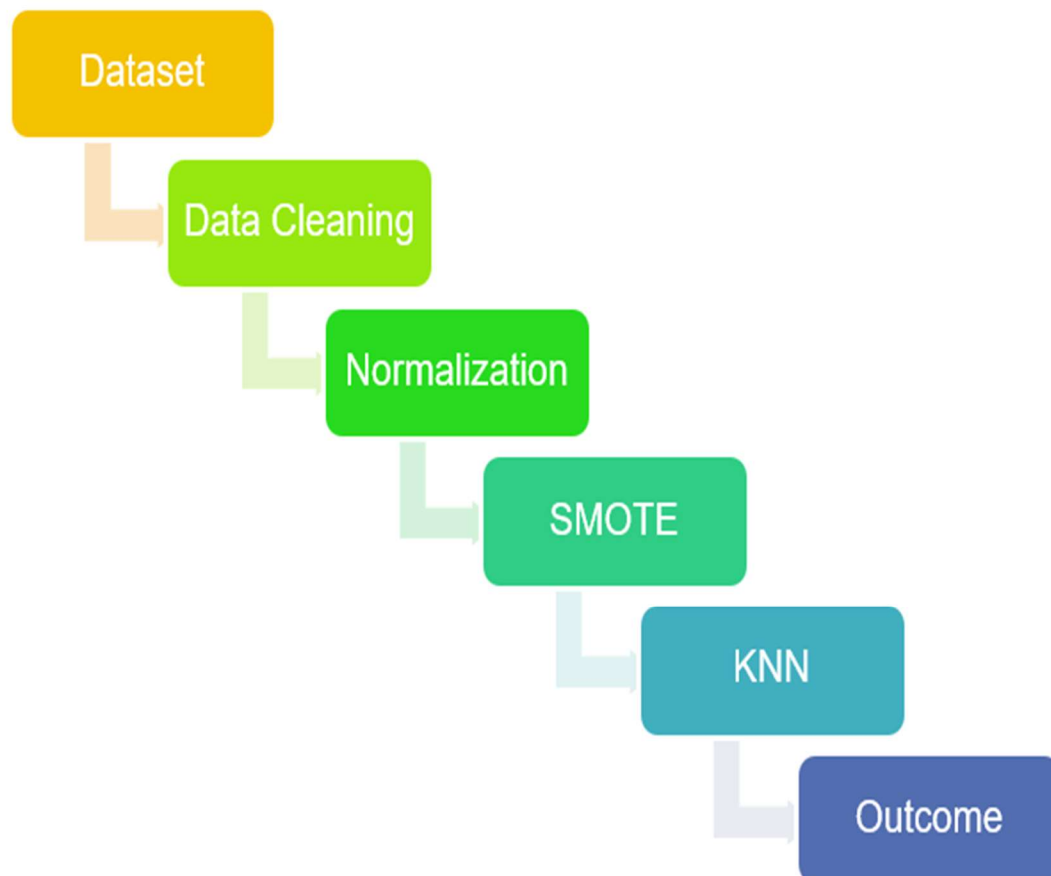 Dataset
Data Cleaning
Normalization
SMOTE
KNN
Outcome